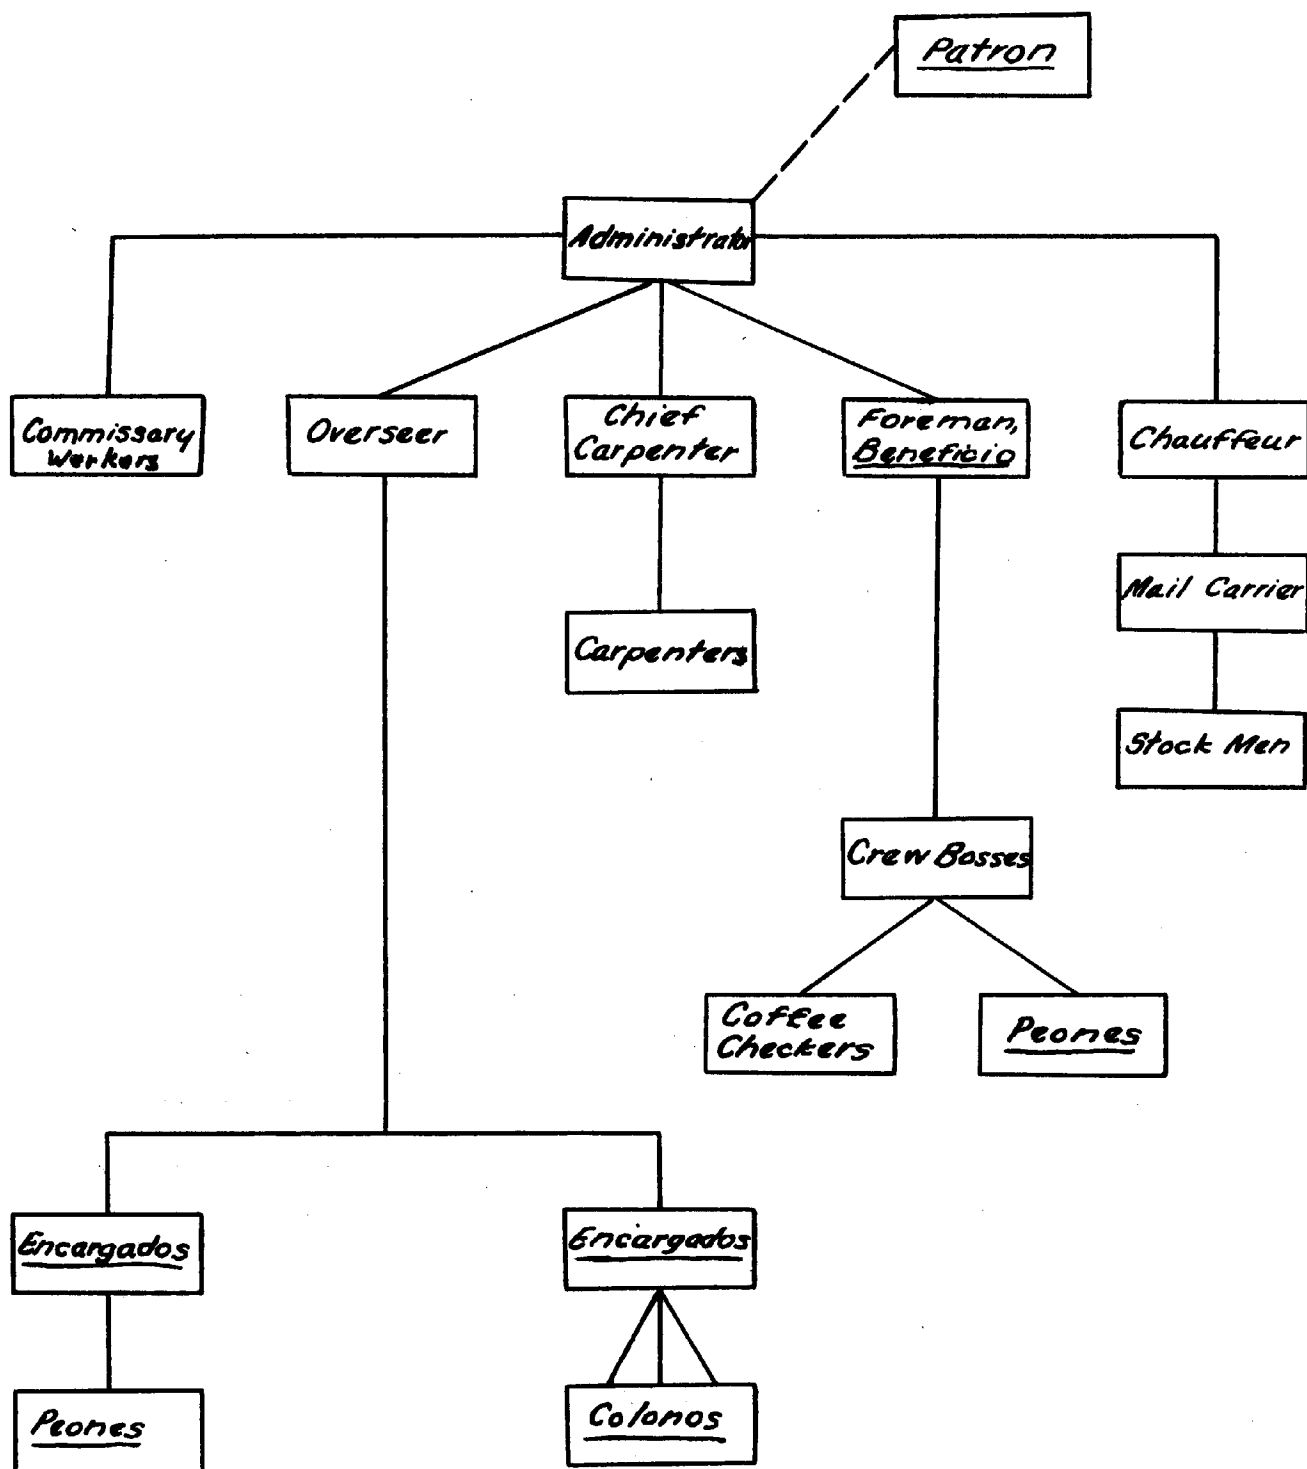 Patron
Administrator
Commissary
Workers
Overseer
Chief
Carpenter
Foreman,
Beneficio
Chauffeur
Mail Carrier
Carpenters
Stock Men
Crew Bosses
Coffee
Checkers
Peones
Encargados
Encargados
Peones
Colonos